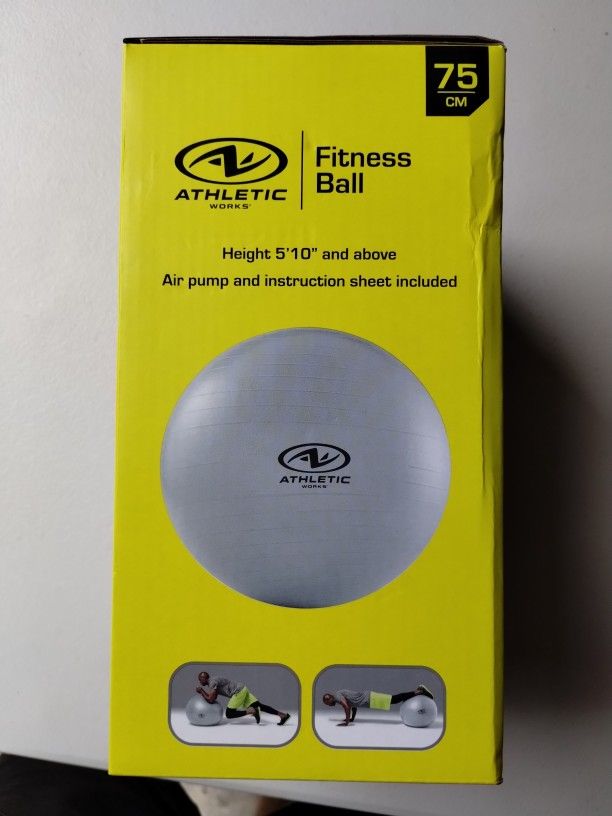 75
CM
ATHLETIC
WORKS®
Fitness
Ball
Height 5'10" and above
Air pump and instruction sheet included
ATHLETIC
WORKS